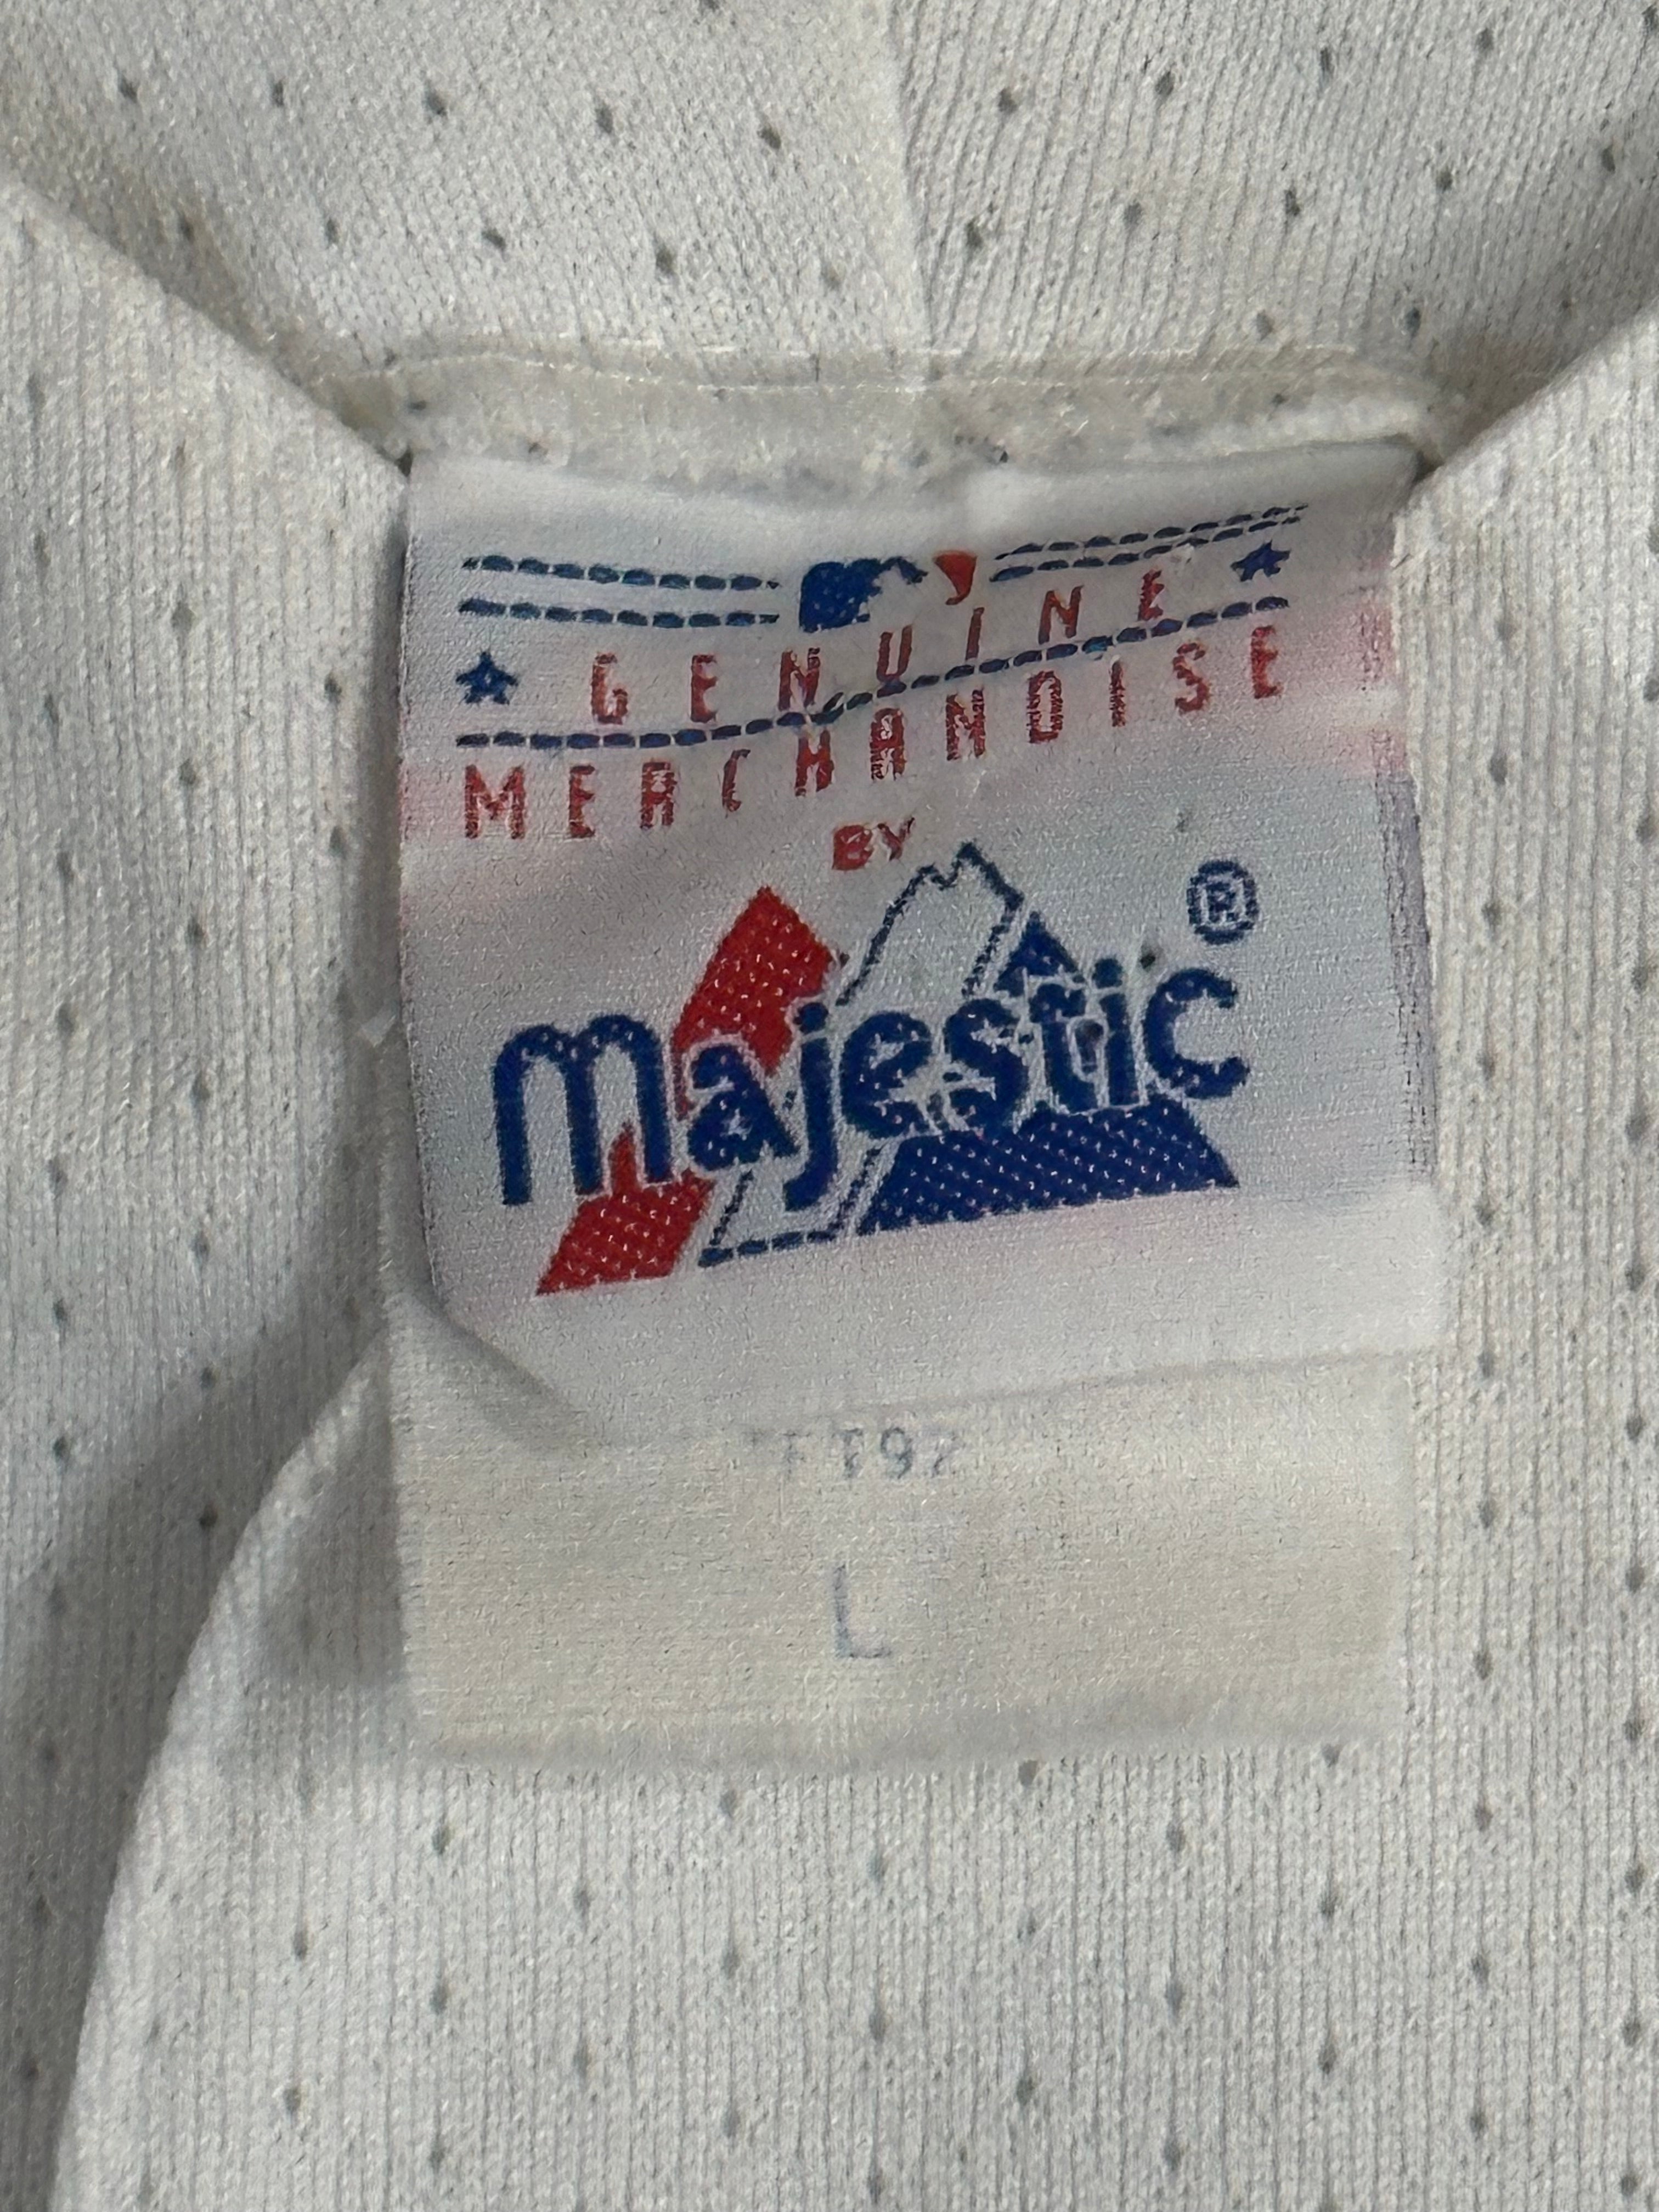 GENUINE
MERCHANDISE
BY
majestic®
L